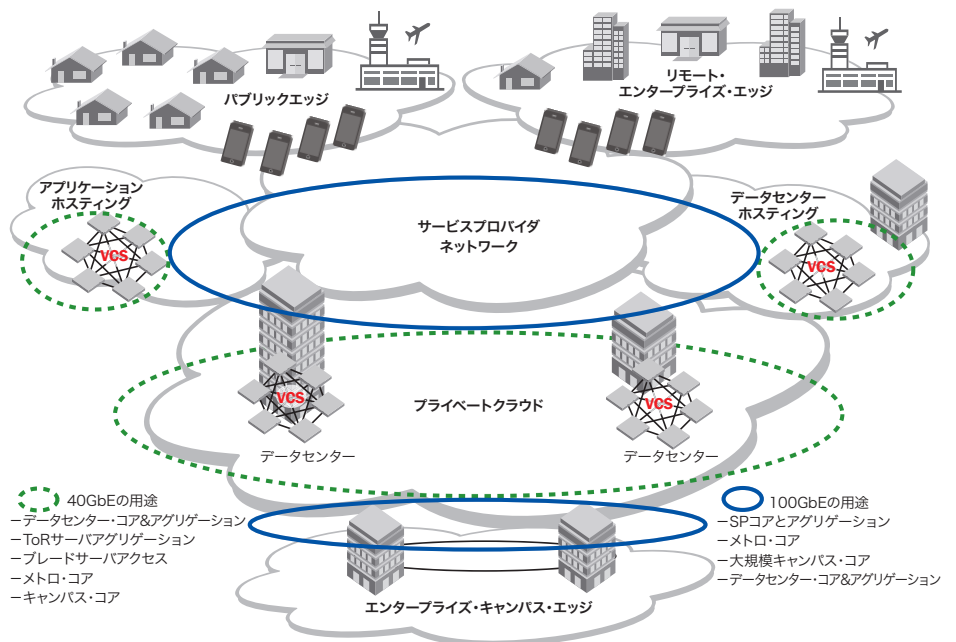 パブリックエッジ
リモート・
エンタープライズ・エッジ
アプリケーション
ホスティング
データセンター
ホスティング
サービスプロバイダ
ネットワーク
VCS
VCS
VCS
VCS
プライベートクラウド
データセンター
データセンター
40GbEの用途
−データセンター・コア&アグリゲーション
−ToRサーバアグリゲーション
−ブレードサーバアクセス
−メトロ・コア
−キャンパス・コア
100GbEの用途
−SPコアとアグリゲーション
−メトロ・コア
−大規模キャンパス・コア
−データセンター・コア&アグリゲーション
エンタープライズ・キャンパス・エッジ